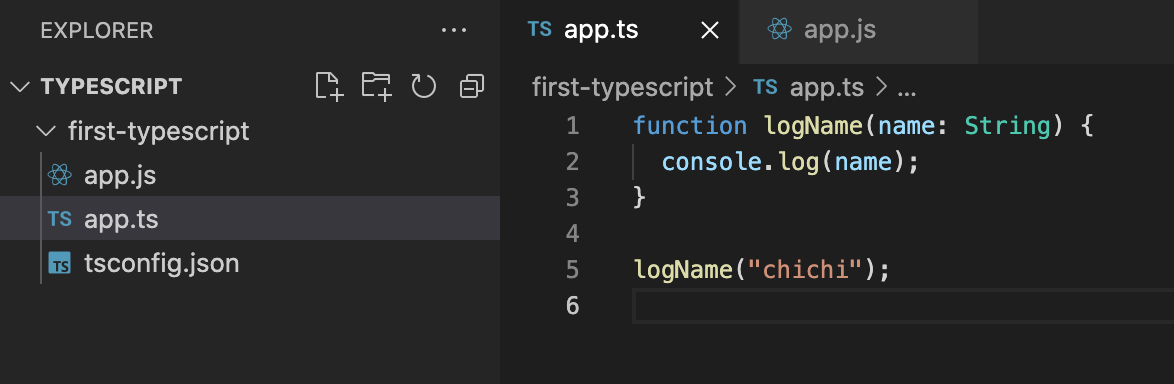 EXPLORER ...
TYPESCRIPT
first-typescript
app.js
TS app.ts
TS tsconfig.json
TS app.ts app.js
first-typescript > TS app.ts > ...
1 function logName(name: String) {
2 console.log(name);
3 }
4
5 logName("chichi");
6